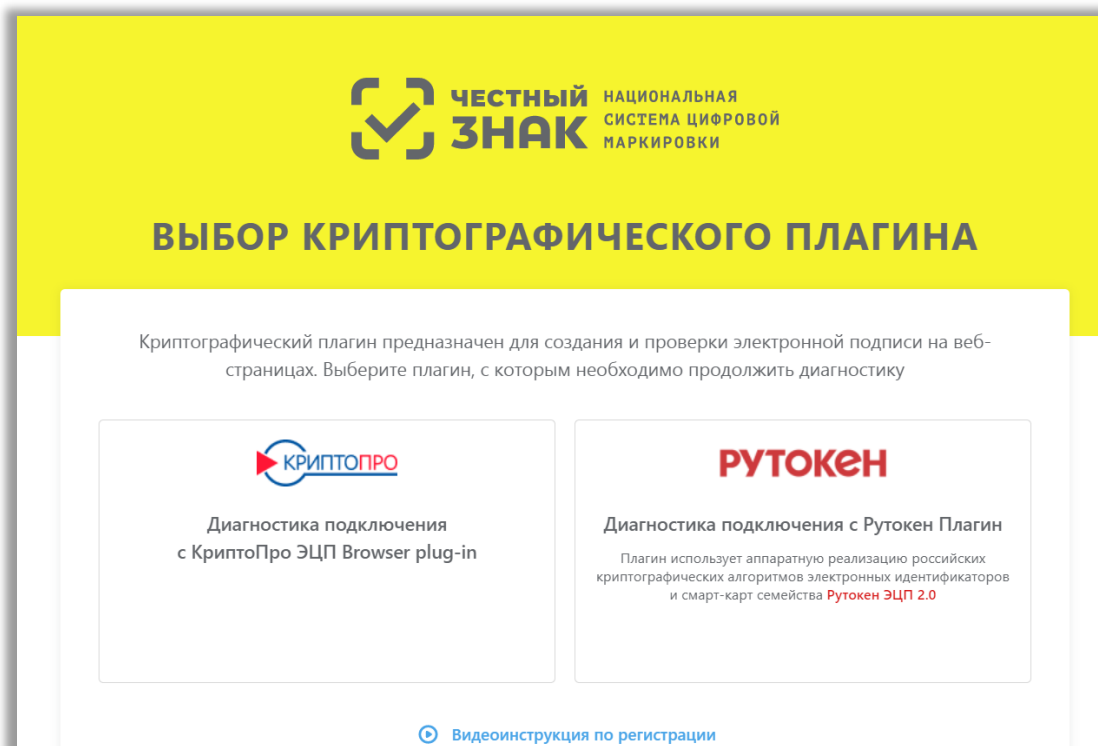 ЧЕСТНЫЙ
ЗНАК
НАЦИОНАЛЬНАЯ
СИСТЕМА ЦИФРОВОЙ
МАРКИРОВКИ
ВЫБОР КРИПТОГРАФИЧЕСКОГО ПЛАГИНА
Криптографический плагин предназначен для создания и проверки электронной подписи на веб-
страницах. Выберите плагин, с которым необходимо продолжить диагностику
КРИПТОПРО
Диагностика подключения
с КриптоПро ЭЦП Browser plug-in
РУТОКЕН
Диагностика подключения с Рутокен Плагин
Плагин использует аппаратную реализацию российских
криптографических алгоритмов электронных идентификаторов
и смарт-карт семейства Рутокен ЭЦП 2.0
Видеоинструкция по регистрации